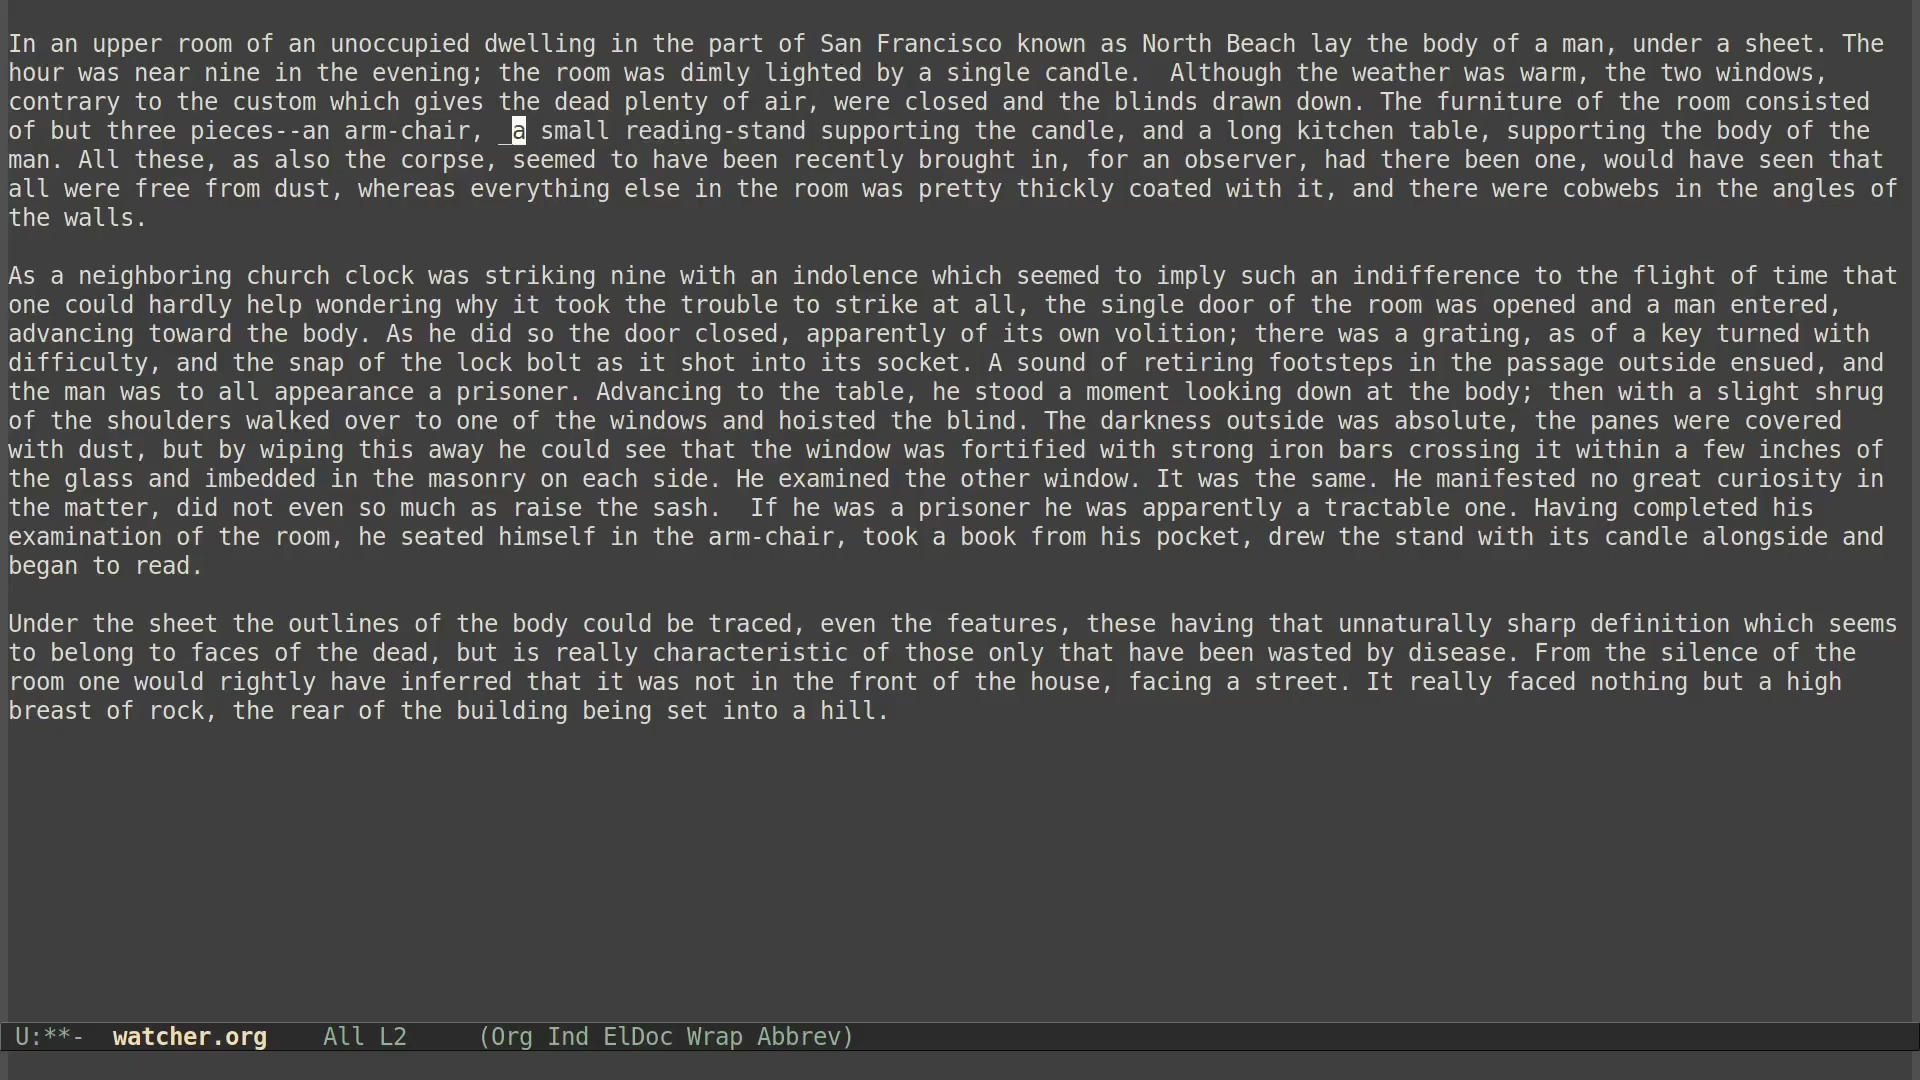 In an upper room of an unoccupied dwelling in the part of San Francisco known as North Beach lay the body of a man, under a sheet. The
hour was near nine in the evening; the room was dimly lighted by a single candle.  Although the weather was warm, the two windows,
contrary to the custom which gives the dead plenty of air, were closed and the blinds drawn down. The furniture of the room consisted
of but three pieces--an arm-chair, _a small reading-stand supporting the candle, and a long kitchen table, supporting the body of the
man. All these, as also the corpse, seemed to have been recently brought in, for an observer, had there been one, would have seen that
all were free from dust, whereas everything else in the room was pretty thickly coated with it, and there were cobwebs in the angles of
the walls.

As a neighboring church clock was striking nine with an indolence which seemed to imply such an indifference to the flight of time that
one could hardly help wondering why it took the trouble to strike at all, the single door of the room was opened and a man entered,
advancing toward the body. As he did so the door closed, apparently of its own volition; there was a grating, as of a key turned with
difficulty, and the snap of the lock bolt as it shot into its socket. A sound of retiring footsteps in the passage outside ensued, and
the man was to all appearance a prisoner. Advancing to the table, he stood a moment looking down at the body; then with a slight shrug
of the shoulders walked over to one of the windows and hoisted the blind. The darkness outside was absolute, the panes were covered
with dust, but by wiping this away he could see that the window was fortified with strong iron bars crossing it within a few inches of
the glass and imbedded in the masonry on each side. He examined the other window. It was the same. He manifested no great curiosity in
the matter, did not even so much as raise the sash.  If he was a prisoner he was apparently a tractable one. Having completed his
examination of the room, he seated himself in the arm-chair, took a book from his pocket, drew the stand with its candle alongside and
began to read.

Under the sheet the outlines of the body could be traced, even the features, these having that unnaturally sharp definition which seems
to belong to faces of the dead, but is really characteristic of those only that have been wasted by disease. From the silence of the
room one would rightly have inferred that it was not in the front of the house, facing a street. It really faced nothing but a high
breast of rock, the rear of the building being set into a hill.

U:**-  watcher.org    All L2     (Org Ind ElDoc Wrap Abbrev)